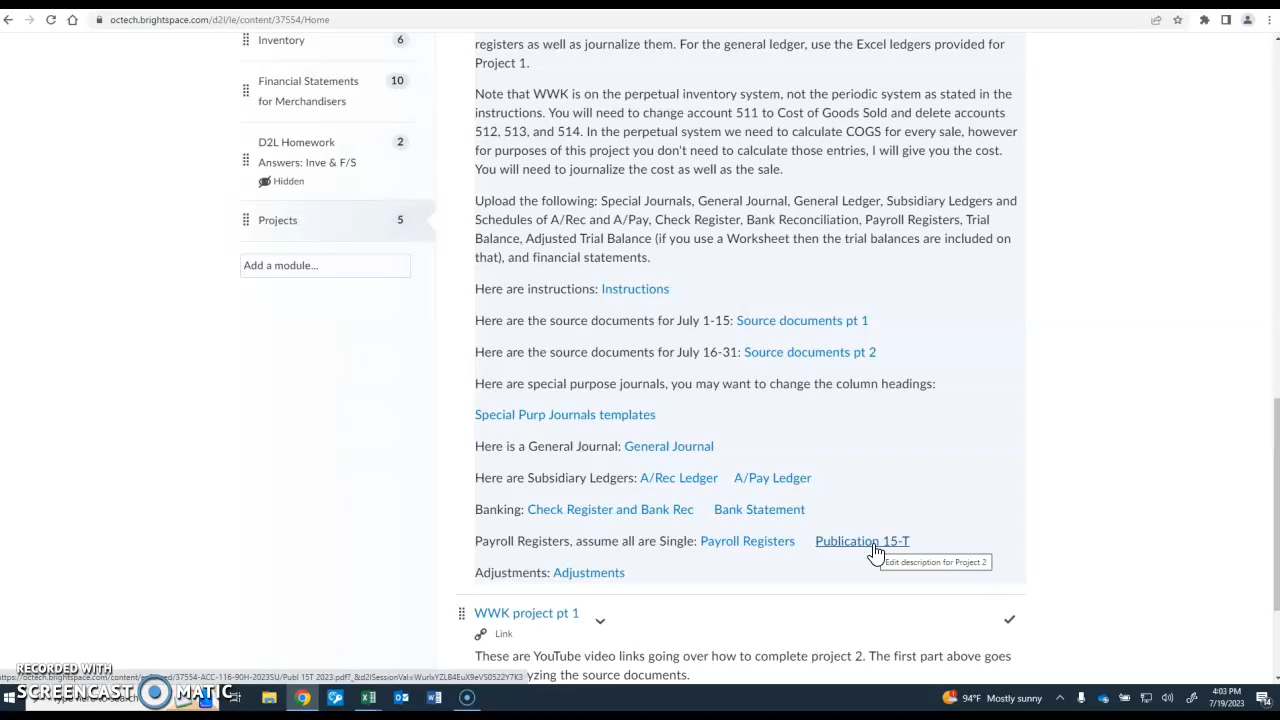 octech.brightspace.com/d2l/le/content/37554/Home
Inventory 6
Financial Statements 10
for Merchandisers
D2L Homework 2
Answers: Inve & F/S
Hidden
Projects 5
Add a module...
registers as well as journalize them. For the general ledger, use the Excel ledgers provided for
Project 1.
Note that WWK is on the perpetual inventory system, not the periodic system as stated in the
instructions. You will need to change account 511 to Cost of Goods Sold and delete accounts
512, 513, and 514. In the perpetual system we need to calculate COGS for every sale, however
for purposes of this project you don't need to calculate those entries, I will give you the cost.
You will need to journalize the cost as well as the sale.
Upload the following: Special Journals, General Journal, General Ledger, Subsidiary Ledgers and
Schedules of A/Rec and A/Pay, Check Register, Bank Reconciliation, Payroll Registers, Trial
Balance, Adjusted Trial Balance (if you use a Worksheet then the trial balances are included on
that), and financial statements.
Here are instructions: Instructions
Here are the source documents for July 1-15: Source documents pt 1
Here are the source documents for July 16-31: Source documents pt 2
Here are special purpose journals, you may want to change the column headings:
Special Purp Journals templates
Here is a General Journal: General Journal
Here are Subsidiary Ledgers: A/Rec Ledger A/Pay Ledger
Banking: Check Register and Bank Rec Bank Statement
Payroll Registers, assume all are Single: Payroll Registers Publication 15-T
Edit description for Project 2
Adjustments: Adjustments
WWK project pt 1
Link
These are YouTube video links going over how to complete project 2. The first part above goes
yzing the source documents.
RECORDED WITH
SCREENCAST MATIC
94°F Mostly sunny
4:03 PM
7/19/2023
14